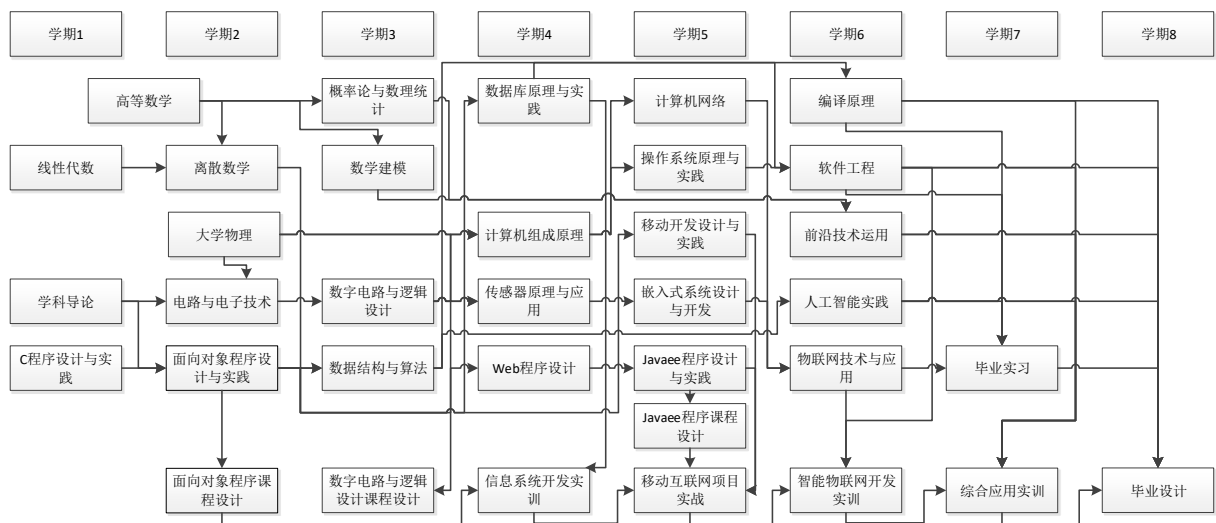 学期1
学期2
学期3
学期4
学期5
学期6
学期7
学期8
高等数学
概率论与数理统
计
数据库原理与实
践
计算机网络
编译原理
线性代数
离散数学
数学建模
操作系统原理与
实践
软件工程
大学物理
计算机组成原理
移动开发设计与
实践
前沿技术运用
学科导论
电路与电子技术
数字电路与逻辑
设计
传感器原理与应
用
嵌入式系统设计
与开发
人工智能实践
C程序设计与实
践
面向对象程序设
计与实践
数据结构与算法
Web程序设计
Javaee程序设计
与实践
物联网技术与应
用
毕业实习
Javaee程序课程
设计
面向对象程序课
程设计
数字电路与逻辑
设计课程设计
信息系统开发实
训
移动互联网项目
实战
智能物联网开发
实训
综合应用实训
毕业设计